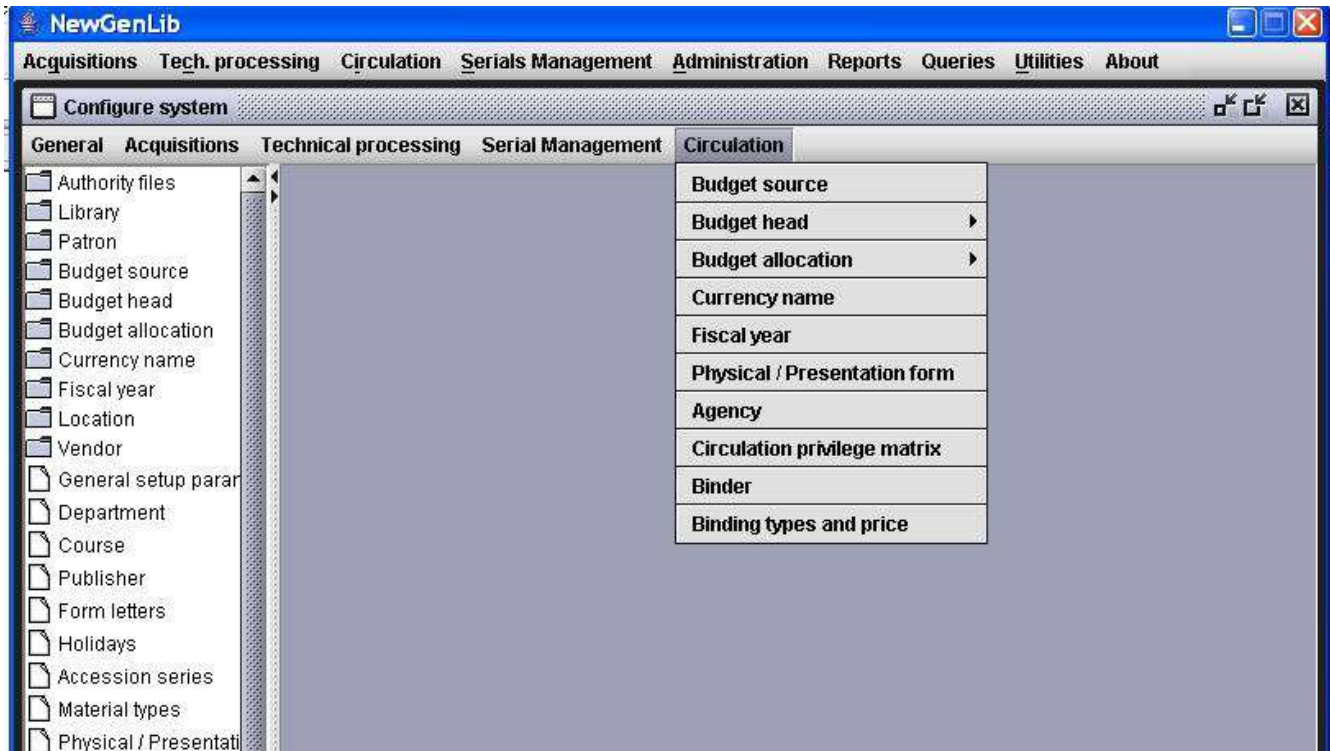 NewGenLib
Acquisitions Tech. processing Circulation Serials Management Administration Reports Queries Utilities About
Configure system
General Acquisitions Technical processing Serial Management Circulation
Authority files
Library
Patron
Budget source
Budget head
Budget allocation
Currency name
Fiscal year
Location
Vendor
General setup parar
Department
Course
Publisher
Form letters
Holidays
Accession series
Material types
Physical / Presentati
Budget source
Budget head
Budget allocation
Currency name
Fiscal year
Physical / Presentation form
Agency
Circulation privilege matrix
Binder
Binding types and price